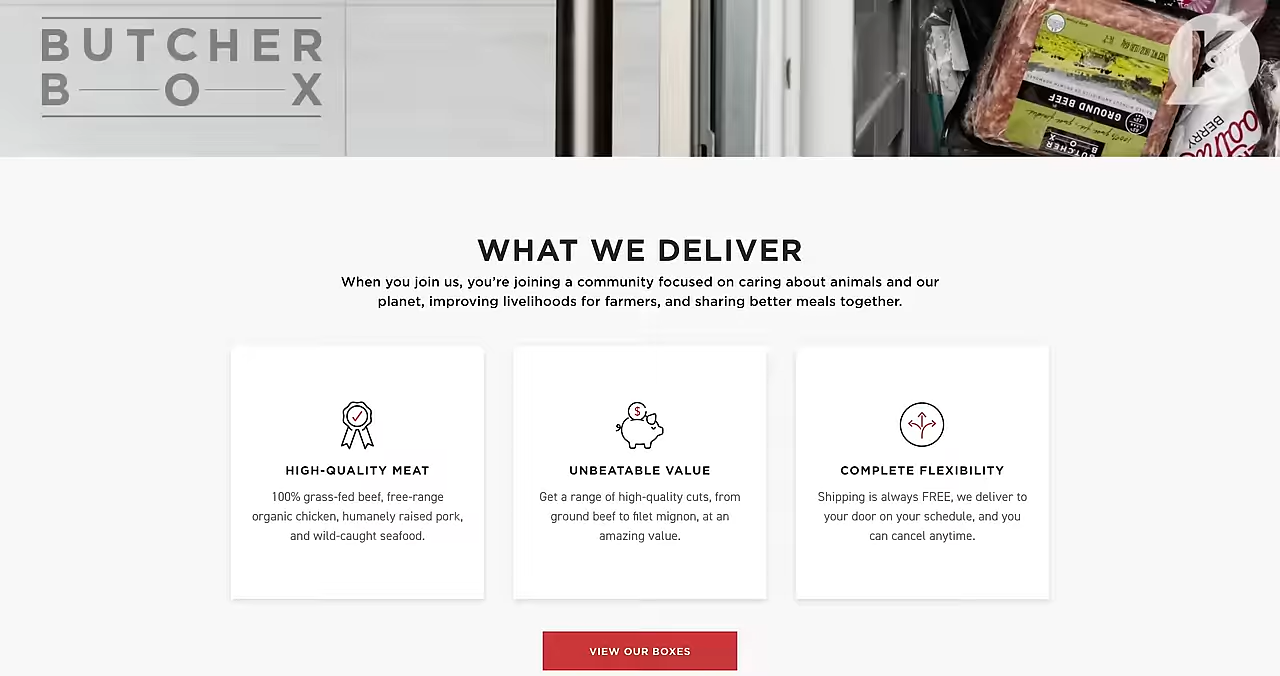 BUTCHER
BOX
GROUND BEEF
BUTCHER
BOX
BERRY
WHAT WE DELIVER
When you join us, you’re joining a community focused on caring about animals and our
planet, improving livelihoods for farmers, and sharing better meals together.
$
HIGH-QUALITY MEAT
UNBEATABLE VALUE
COMPLETE FLEXIBILITY
100% grass-fed beef, free-range
organic chicken, humanely raised pork,
and wild-caught seafood.
Get a range of high-quality cuts, from
ground beef to filet mignon, at an
amazing value.
Shipping is always FREE, we deliver to
your door on your schedule, and you
can cancel anytime.
VIEW OUR BOXES